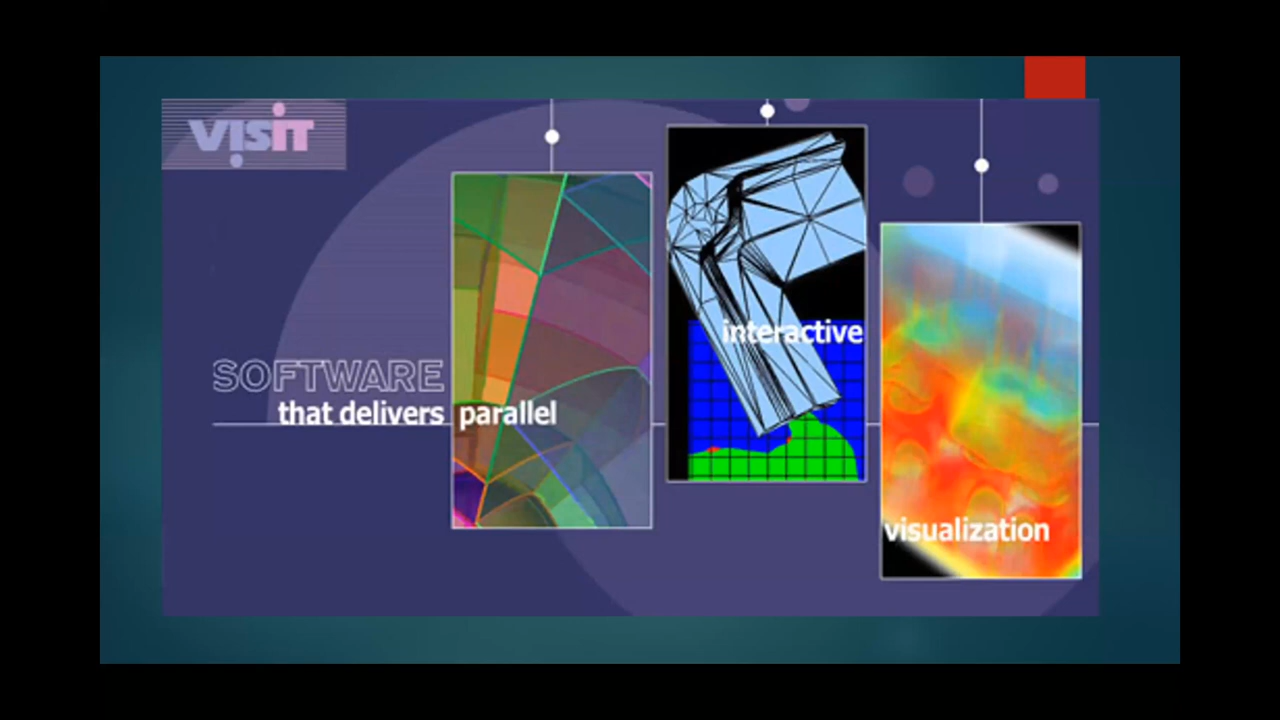 VISIT
interactive
SOFTWARE
that delivers parallel
visualization